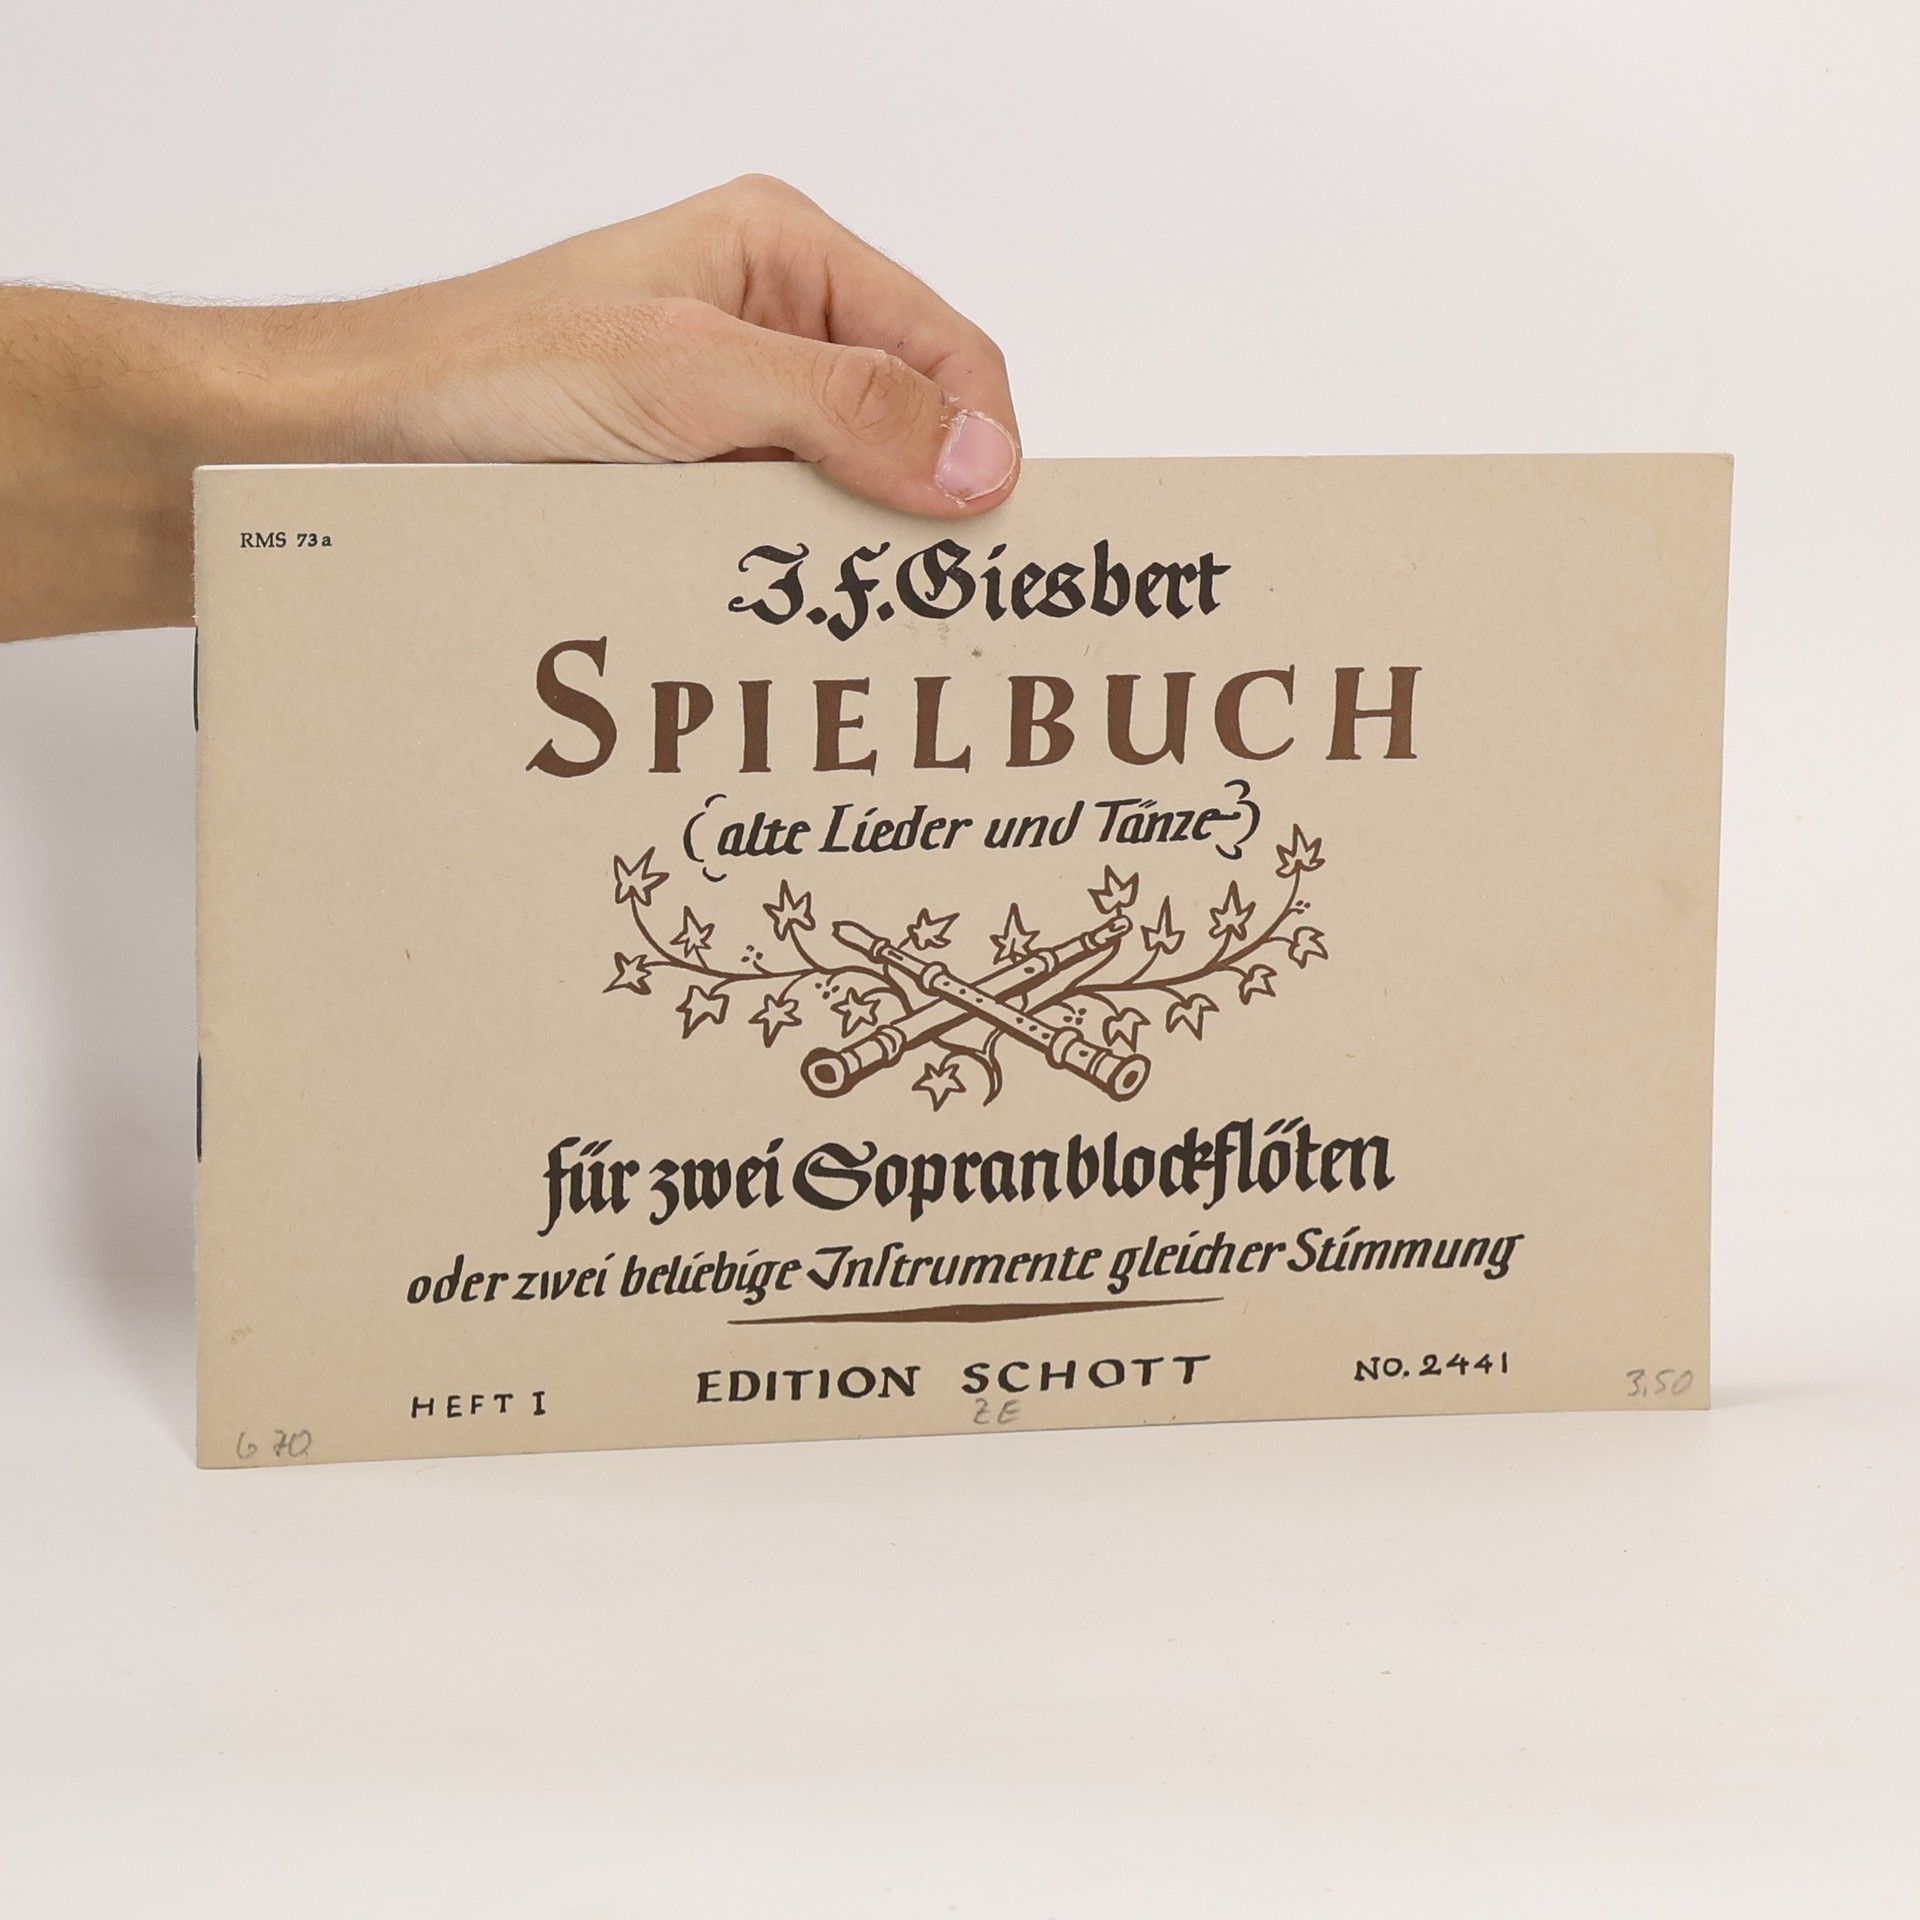 RMS 73a
J.F. Giesbert
SPIELBUCH
(alte Lieder und Tänze)
für zwei Sopranblockflöten
oder zwei beliebige Inſtrumente gleicher Stimmung
HEFT I EDITION SCHOTT NO. 2441
3,50
ZE
6 70